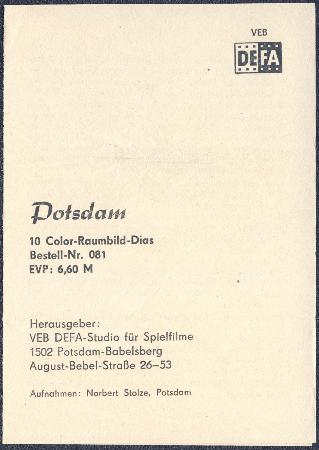 VEB
DEFA
Potsdam
10 Color-Raumbild-Dias
Bestell-Nr. 081
EVP: 6,60 M
Herausgeber:
VEB DEFA-Studio für Spielfilme
1502 Potsdam-Babelsberg
August-Bebel-Straße 26–53
Aufnahmen: Norbert Stolze, Potsdam